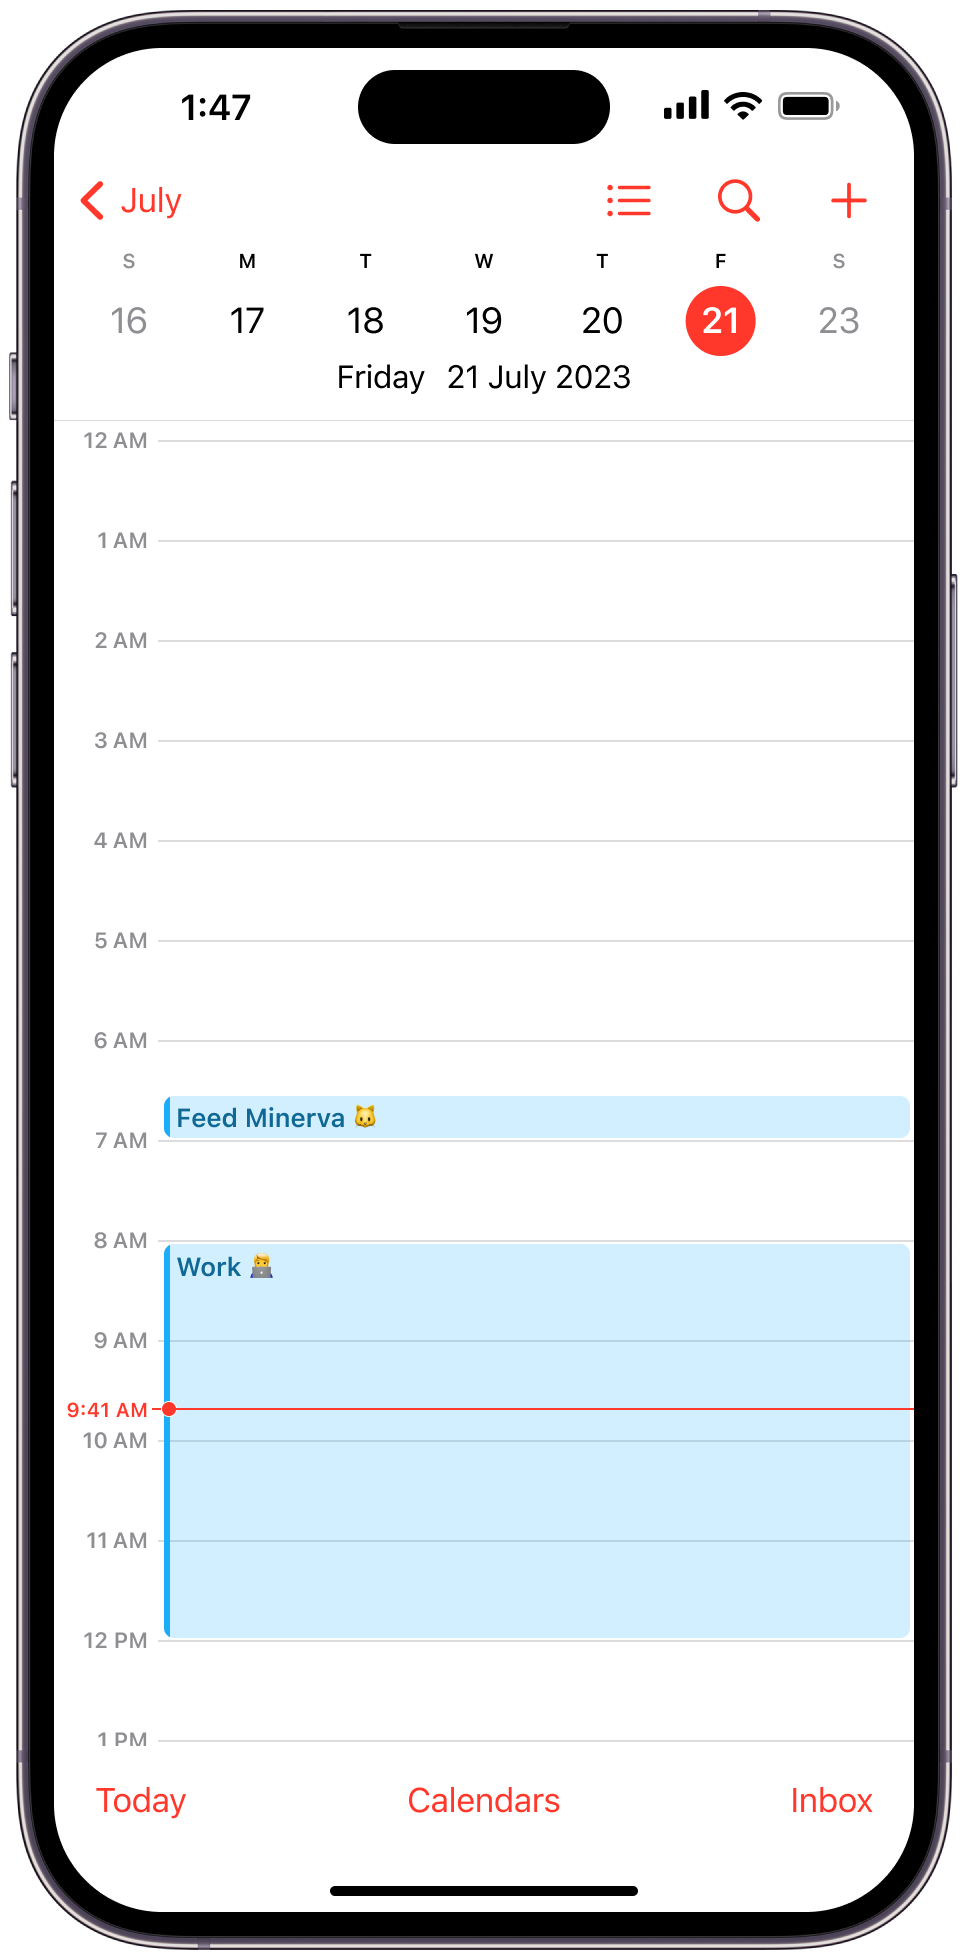 1:47
July
S M T W T F S
16 17 18 19 20 21 23
Friday 21 July 2023
12 AM
1 AM
2 AM
3 AM
4 AM
5 AM
6 AM
Feed Minerva 🐱
7 AM
8 AM
Work 🧑‍💻
9 AM
9:41 AM
10 AM
11 AM
12 PM
1 PM
Today Calendars Inbox